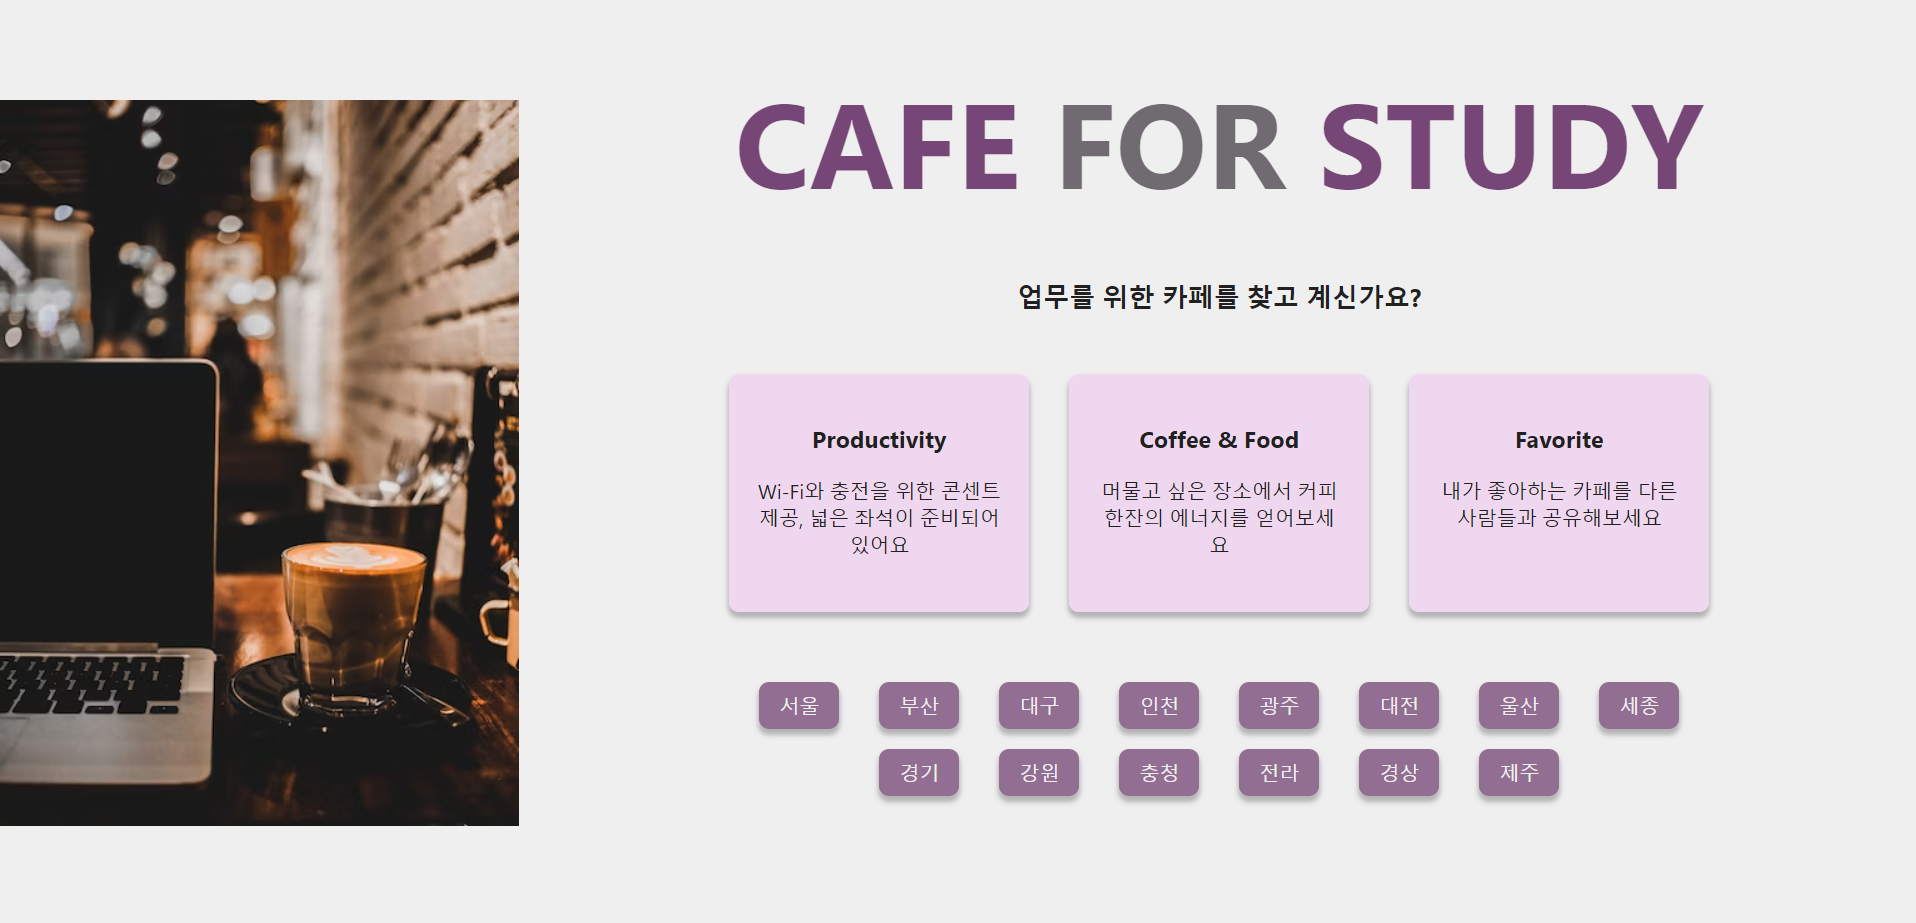 CAFE FOR STUDY
업무를 위한 카페를 찾고 계신가요?
Productivity
Wi-Fi와 충전을 위한 콘센트
제공, 넓은 좌석이 준비되어
있어요
Coffee & Food
머물고 싶은 장소에서 커피
한잔의 에너지를 얻어보세
요
Favorite
내가 좋아하는 카페를 다른
사람들과 공유해보세요
서울 부산 대구 인천 광주 대전 울산 세종
경기 강원 충청 전라 경상 제주